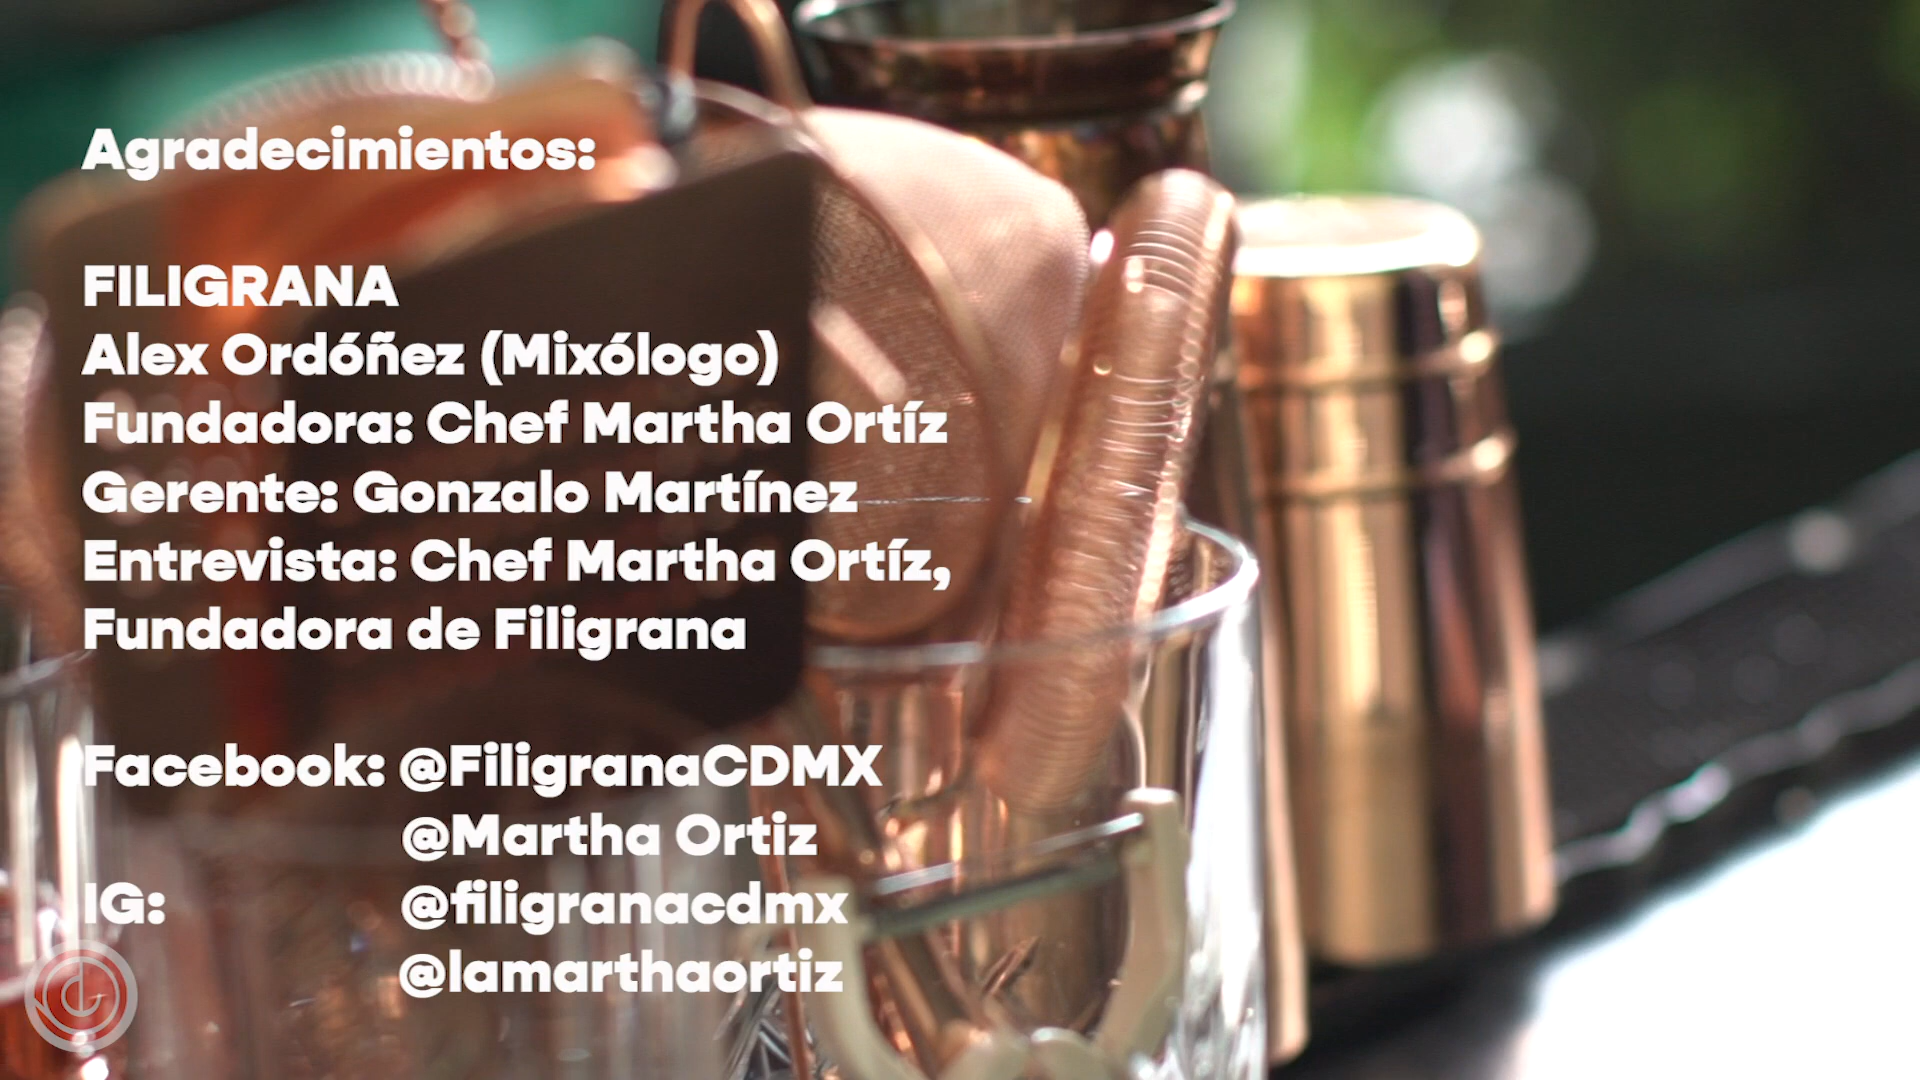 Agradecimientos:
FILIGRANA
Alex Ordóñez (Mixólogo)
Fundadora: Chef Martha Ortíz
Gerente: Gonzalo Martínez
Entrevista: Chef Martha Ortíz,
Fundadora de Filigrana
Facebook: @FiligranaCDMX
@Martha Ortiz
IG: @filigranacdmx
@lamarthaortiz